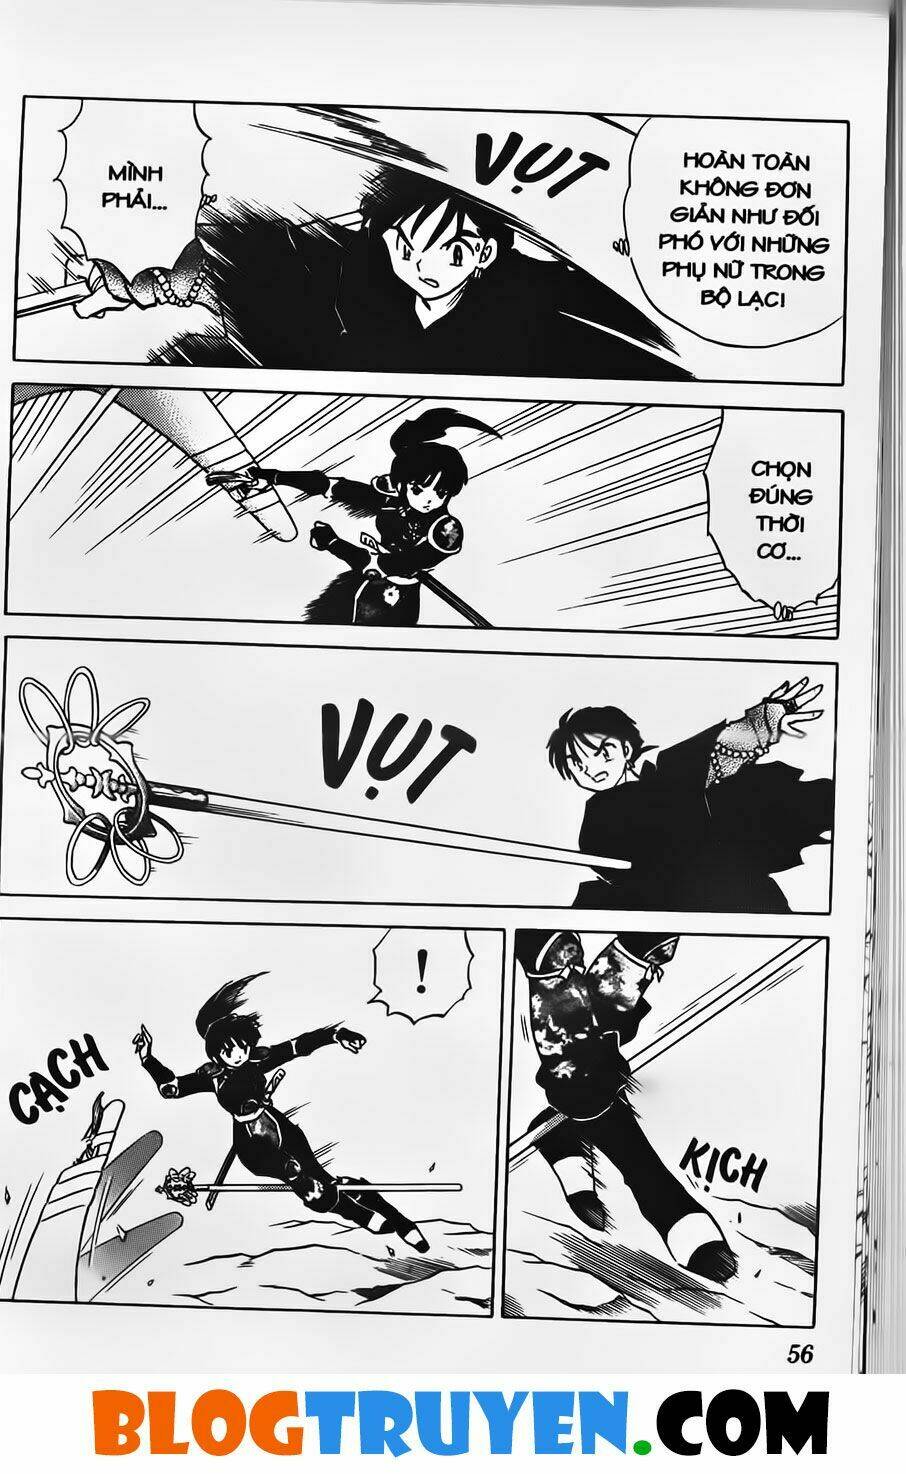 HOÀN TOÀN
KHÔNG ĐƠN
GIẢN NHƯ ĐỐI
PHÓ VỚI NHỮNG
PHỤ NỮ TRONG
BỘ LẠC!
VỤT
MÌNH
PHẢI...
CHỌN
ĐÚNG
THỜI
CƠ...
VỤT
KỊCH
!
CẠCH
56
BLOGTRUYEN.COM